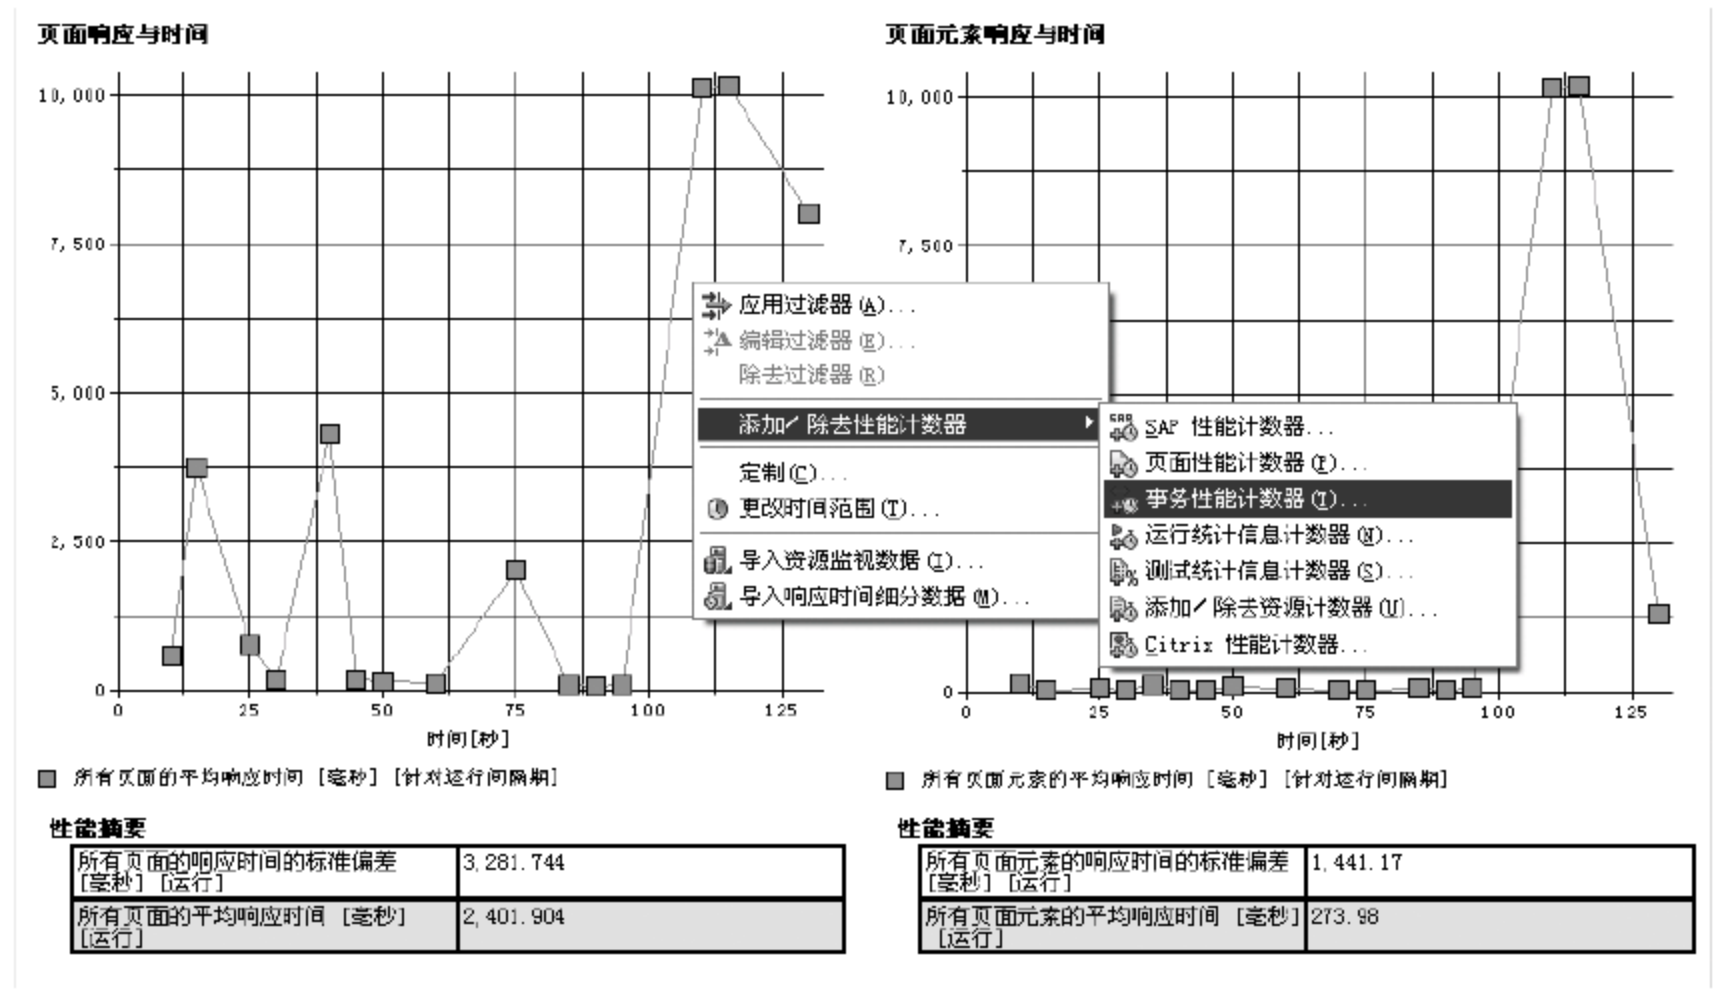 页面响应与时间
10,000
7,500
5,000
2,500
0
0 25 50 75 100 125
时间[秒]
所有页面的平均响应时间 [毫秒] [针对运行间隔期]
性能摘要
所有页面的响应时间的标准偏差 3,281.744
[毫秒] [运行]
所有页面的平均响应时间 [毫秒] 2,401.904
[运行]
应用过滤器(A)...
编辑过滤器(E)...
除去过滤器(R)
添加/除去性能计数器
定制(C)...
更改时间范围(T)...
导入资源监视数据(I)...
导入响应时间细分数据(M)...
SAP 性能计数器...
页面性能计数器(P)...
事务性能计数器(T)...
运行统计信息计数器(N)...
测试统计信息计数器(S)...
添加/除去资源计数器(U)...
Citrix 性能计数器...
页面元素响应与时间
10,000
7,500
0
0 25 50 75 100 125
时间[秒]
所有页面元素的平均响应时间 [毫秒] [针对运行间隔期]
性能摘要
所有页面元素的响应时间的标准偏差 1,441.17
[毫秒] [运行]
所有页面元素的平均响应时间 [毫秒] 273.98
[运行]